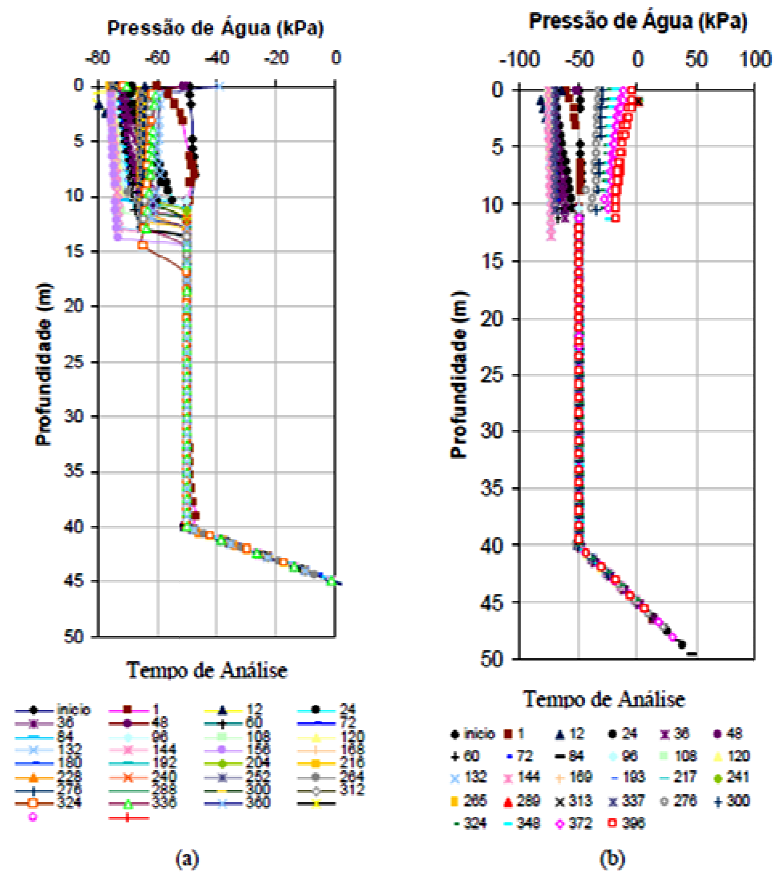 Pressão de Água (kPa)
-80 -60 -40 -20 0
0
5
10
15
20
25
30
35
40
45
50
Profundidade (m)
Tempo de Análise
inicio 1 12 24
36 48 60 72
84 96 108 120
132 144 156 168
180 192 204 216
228 240 252 264
276 288 300 312
324 336 360
(a)
Pressão de Água (kPa)
-100 -50 0 50 100
0
5
10
15
20
25
30
35
40
45
50
Profundidade (m)
Tempo de Análise
inicio 1 12 24 36 48
60 72 84 96 108 120
132 144 169 193 217 241
265 289 313 337 276 300
324 348 372 396
(b)